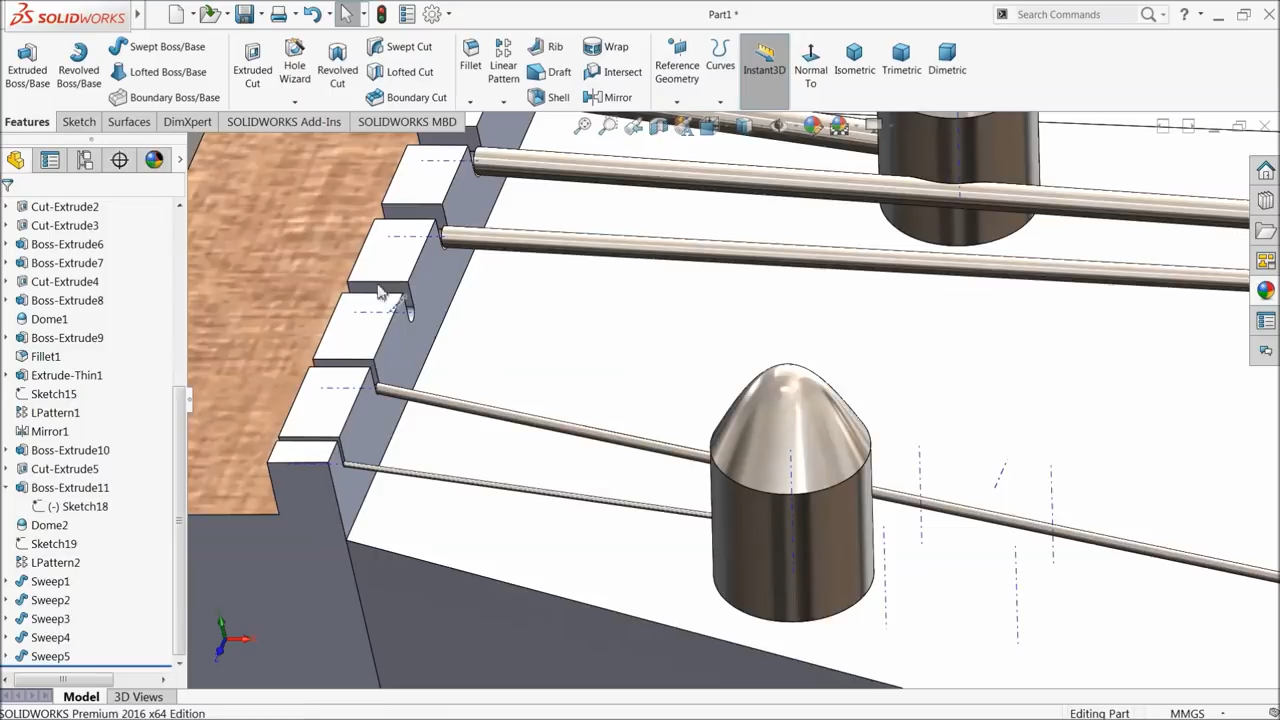 SOLIDWORKS
Part1 *
Search Commands
?
Extruded Boss/Base
Revolved Boss/Base
Swept Boss/Base
Lofted Boss/Base
Boundary Boss/Base
Extruded Cut
Hole Wizard
Revolved Cut
Swept Cut
Lofted Cut
Boundary Cut
Fillet
Linear Pattern
Rib
Draft
Shell
Wrap
Intersect
Mirror
Reference Geometry
Curves
Instant3D
Normal To
Isometric
Trimetric
Dimetric
Features
Sketch
Surfaces
DimXpert
SOLIDWORKS Add-Ins
SOLIDWORKS MBD
Cut-Extrude2
Cut-Extrude3
Boss-Extrude6
Boss-Extrude7
Cut-Extrude4
Boss-Extrude8
Dome1
Boss-Extrude9
Fillet1
Extrude-Thin1
Sketch15
LPattern1
Mirror1
Boss-Extrude10
Cut-Extrude5
Boss-Extrude11
(-) Sketch18
Dome2
Sketch19
LPattern2
Sweep1
Sweep2
Sweep3
Sweep4
Sweep5
Model
3D Views
SOLIDWORKS Premium 2016 x64 Edition
Editing Part
MMGS